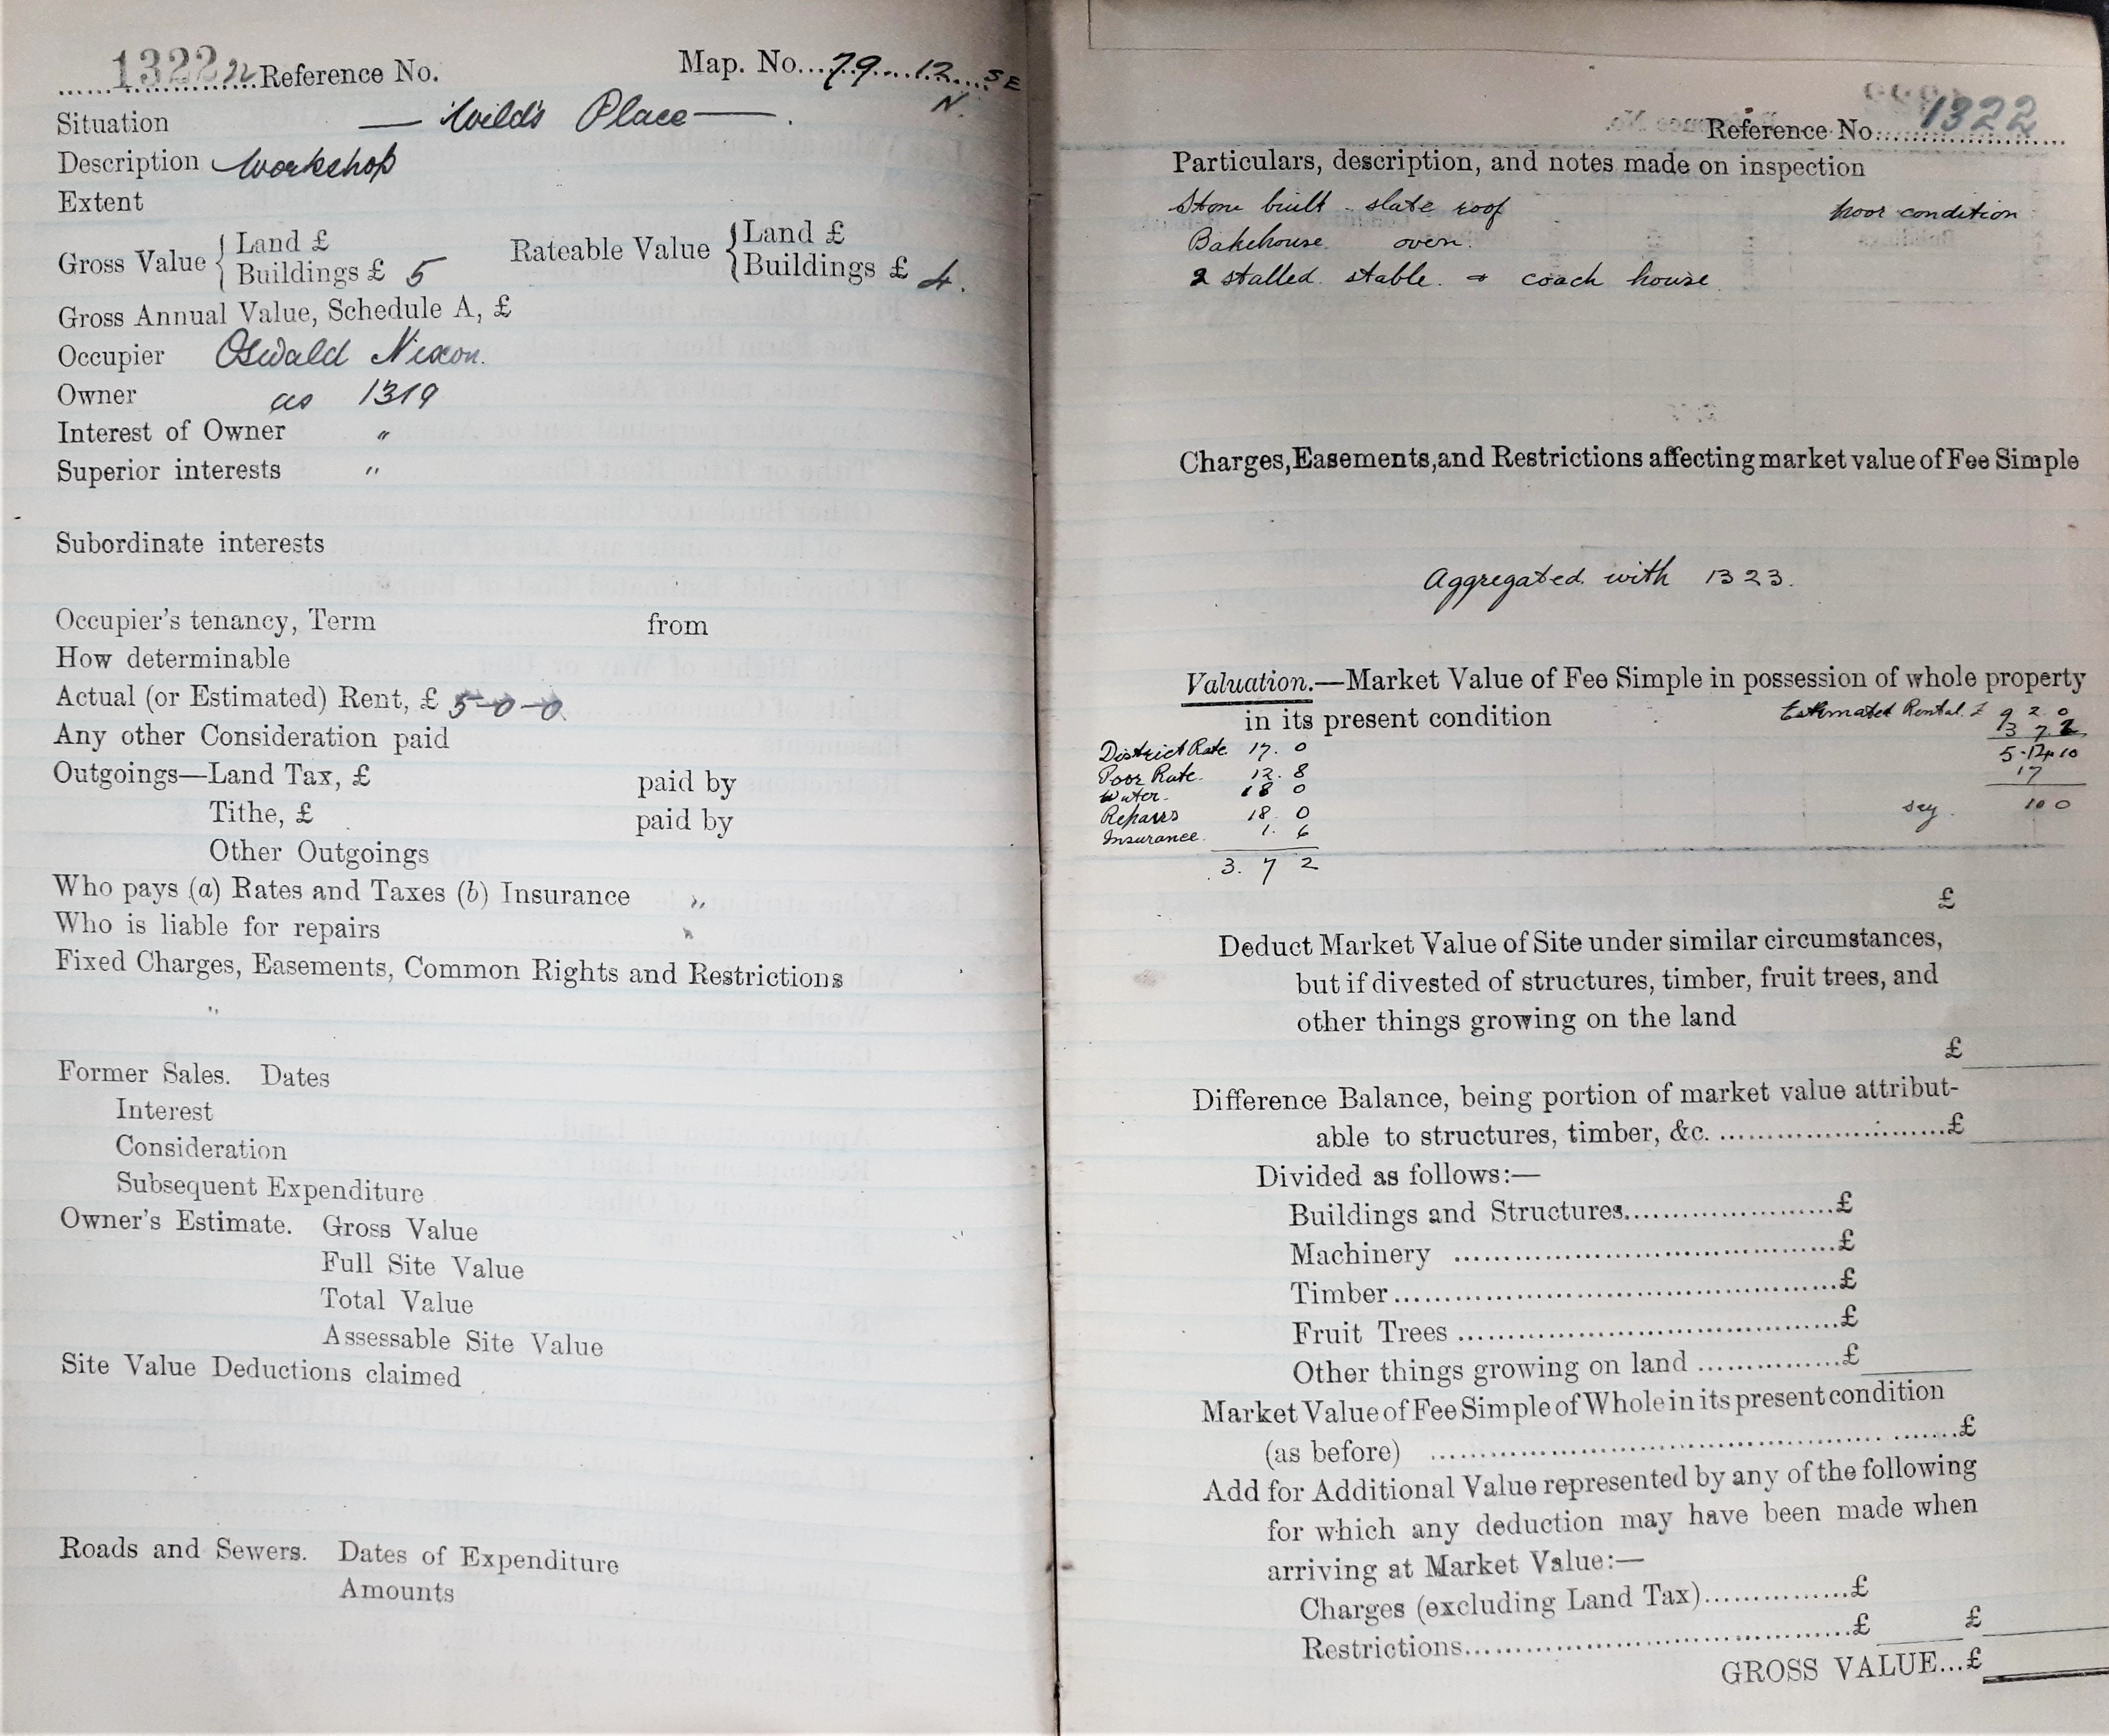 1322 Reference No. Map. No. 79 12 SE
N.
Situation — Wild's Place —.
Description Workshop
Extent
Gross Value { Land £ Rateable Value { Land £
Buildings £ 5 Buildings £ 4.
Gross Annual Value, Schedule A, £
Occupier Oswald Nixon.
Owner as 1319
Interest of Owner "
Superior interests "
Subordinate interests
Occupier's tenancy, Term from
How determinable
Actual (or Estimated) Rent, £ 5-0-0
Any other Consideration paid
Outgoings—Land Tax, £ paid by
Tithe, £ paid by
Other Outgoings
Who pays (a) Rates and Taxes (b) Insurance "
Who is liable for repairs "
Fixed Charges, Easements, Common Rights and Restrictions
"
Former Sales. Dates
Interest
Consideration
Subsequent Expenditure
Owner's Estimate. Gross Value
Full Site Value
Total Value
Assessable Site Value
Site Value Deductions claimed
Roads and Sewers. Dates of Expenditure
Amounts
Reference No. 1322
Particulars, description, and notes made on inspection
Stone built - slate roof poor condition
Bakehouse oven.
2 stalled stable & coach house
Charges, Easements, and Restrictions affecting market value of Fee Simple
Aggregated with 1323.
Valuation.—Market Value of Fee Simple in possession of whole property
in its present condition Estimated Rental £ 9 2 0
3 7 2
District Rate 17. 0 5-14-10
Poor Rate. 12. 8 17
Water. 18 0
Repairs 18. 0 say. 100
Insurance. 1. 6
3. 7 2
£
Deduct Market Value of Site under similar circumstances,
but if divested of structures, timber, fruit trees, and
other things growing on the land
£
Difference Balance, being portion of market value attribut-
able to structures, timber, &c. ......£
Divided as follows:—
Buildings and Structures......£
Machinery ......£
Timber......£
Fruit Trees ......£
Other things growing on land ......£
Market Value of Fee Simple of Whole in its present condition
(as before) ......£
Add for Additional Value represented by any of the following
for which any deduction may have been made when
arriving at Market Value:—
Charges (excluding Land Tax)......£
Restrictions......£ £
GROSS VALUE...£